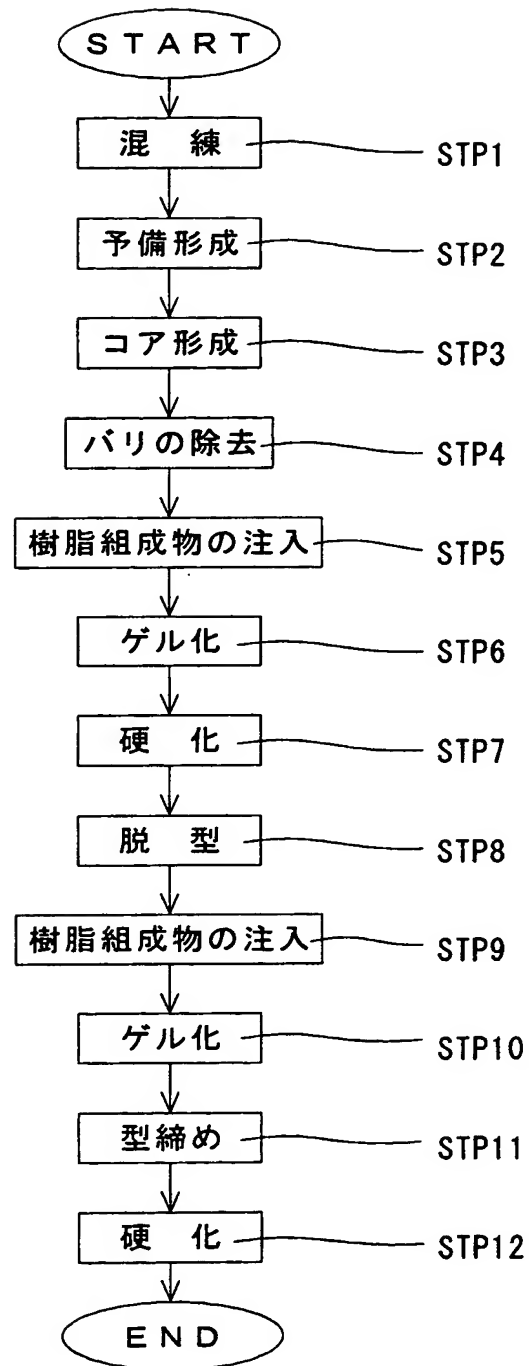 START
混練 STP1
予備形成 STP2
コア形成 STP3
バリの除去 STP4
樹脂組成物の注入 STP5
ゲル化 STP6
硬化 STP7
脱型 STP8
樹脂組成物の注入 STP9
ゲル化 STP10
型締め STP11
硬化 STP12
END